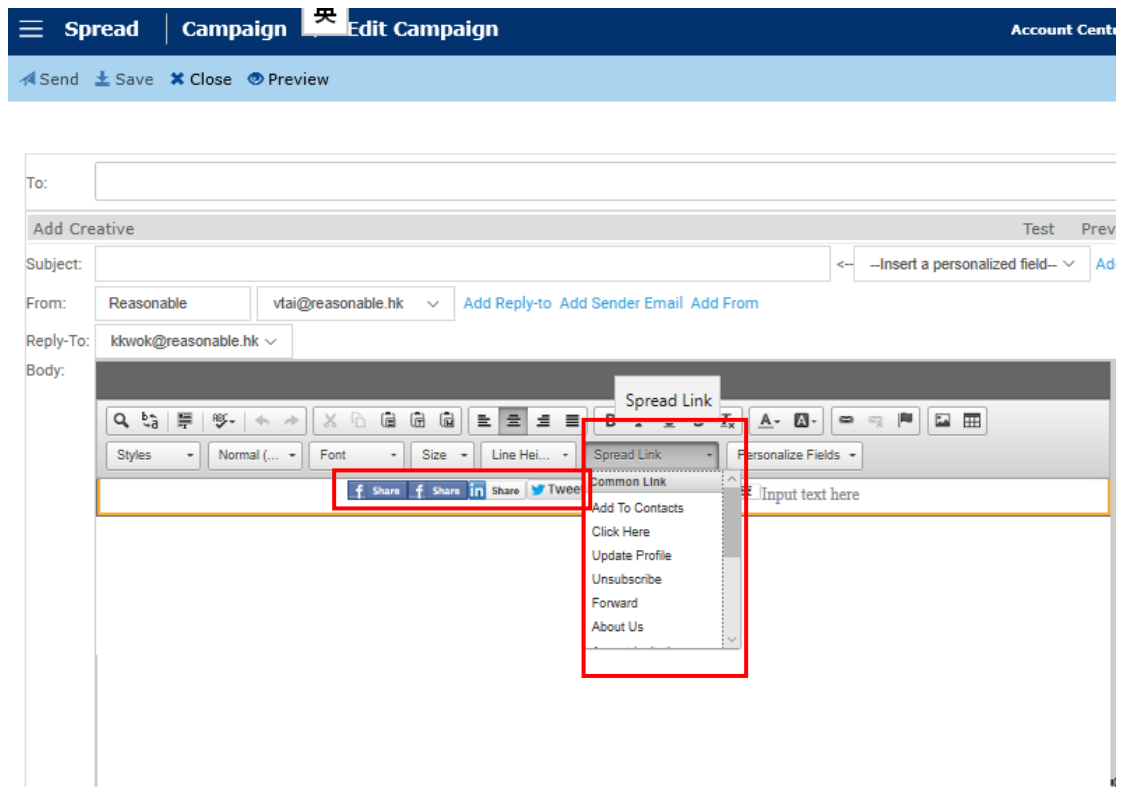 英
Spread Campaign Edit Campaign Account Centr
Send Save Close Preview
To:
Add Creative Test Prev
Subject: <-- --Insert a personalized field-- Ad
From: Reasonable vtai@reasonable.hk Add Reply-to Add Sender Email Add From
Reply-To: kkwok@reasonable.hk
Body:
Spread Link
Styles Normal (... Font Size Line Hei... Spread Link Personalize Fields
Share Share in Share Tweet Common Link Input text here
Add To Contacts
Click Here
Update Profile
Unsubscribe
Forward
About Us